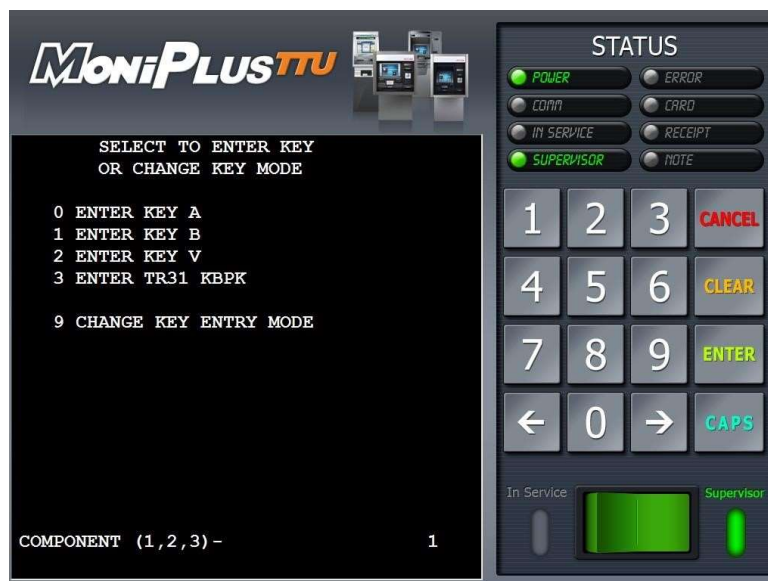 MONiPLUSTTU
SELECT TO ENTER KEY
OR CHANGE KEY MODE
0 ENTER KEY A
1 ENTER KEY B
2 ENTER KEY V
3 ENTER TR31 KBPK
9 CHANGE KEY ENTRY MODE
COMPONENT (1,2,3)- 1
STATUS
POWER ERROR
COMM CARD
IN SERVICE RECEIPT
SUPERVISOR NOTE
1 2 3 CANCEL
4 5 6 CLEAR
7 8 9 ENTER
← 0 → CAPS
In Service Supervisor